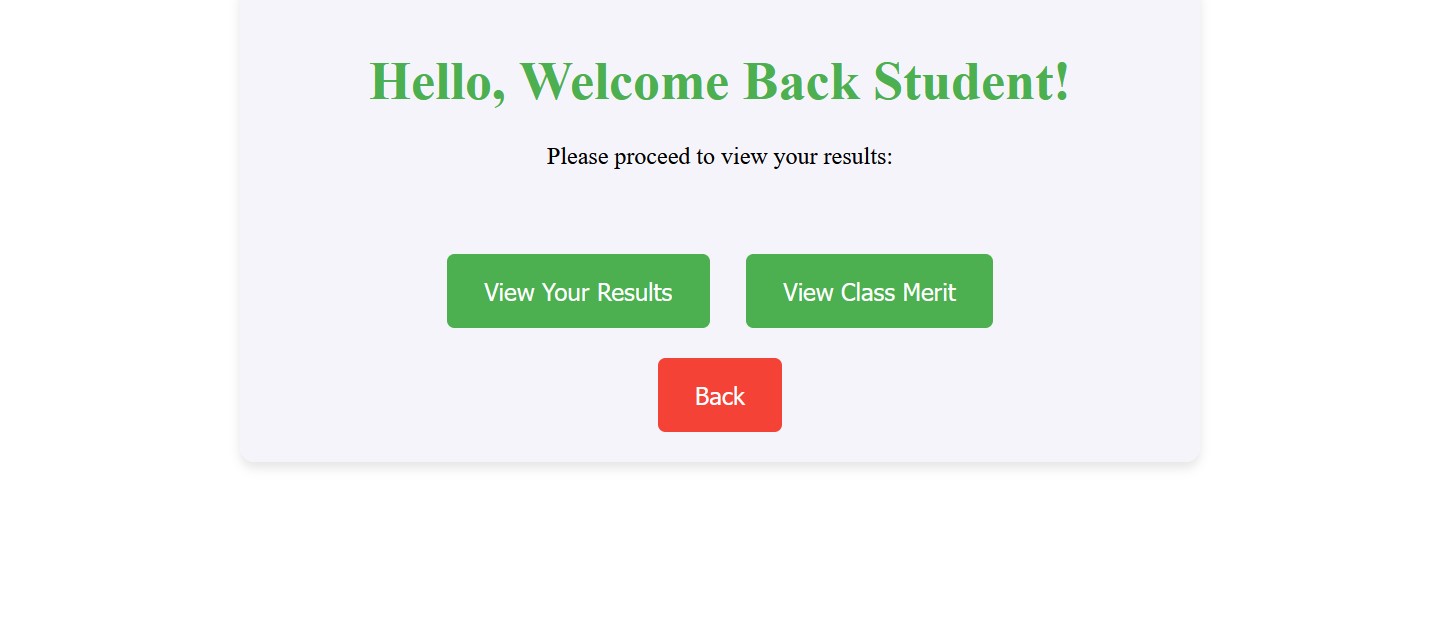 Hello, Welcome Back Student!
Please proceed to view your results:
View Your Results
View Class Merit
Back